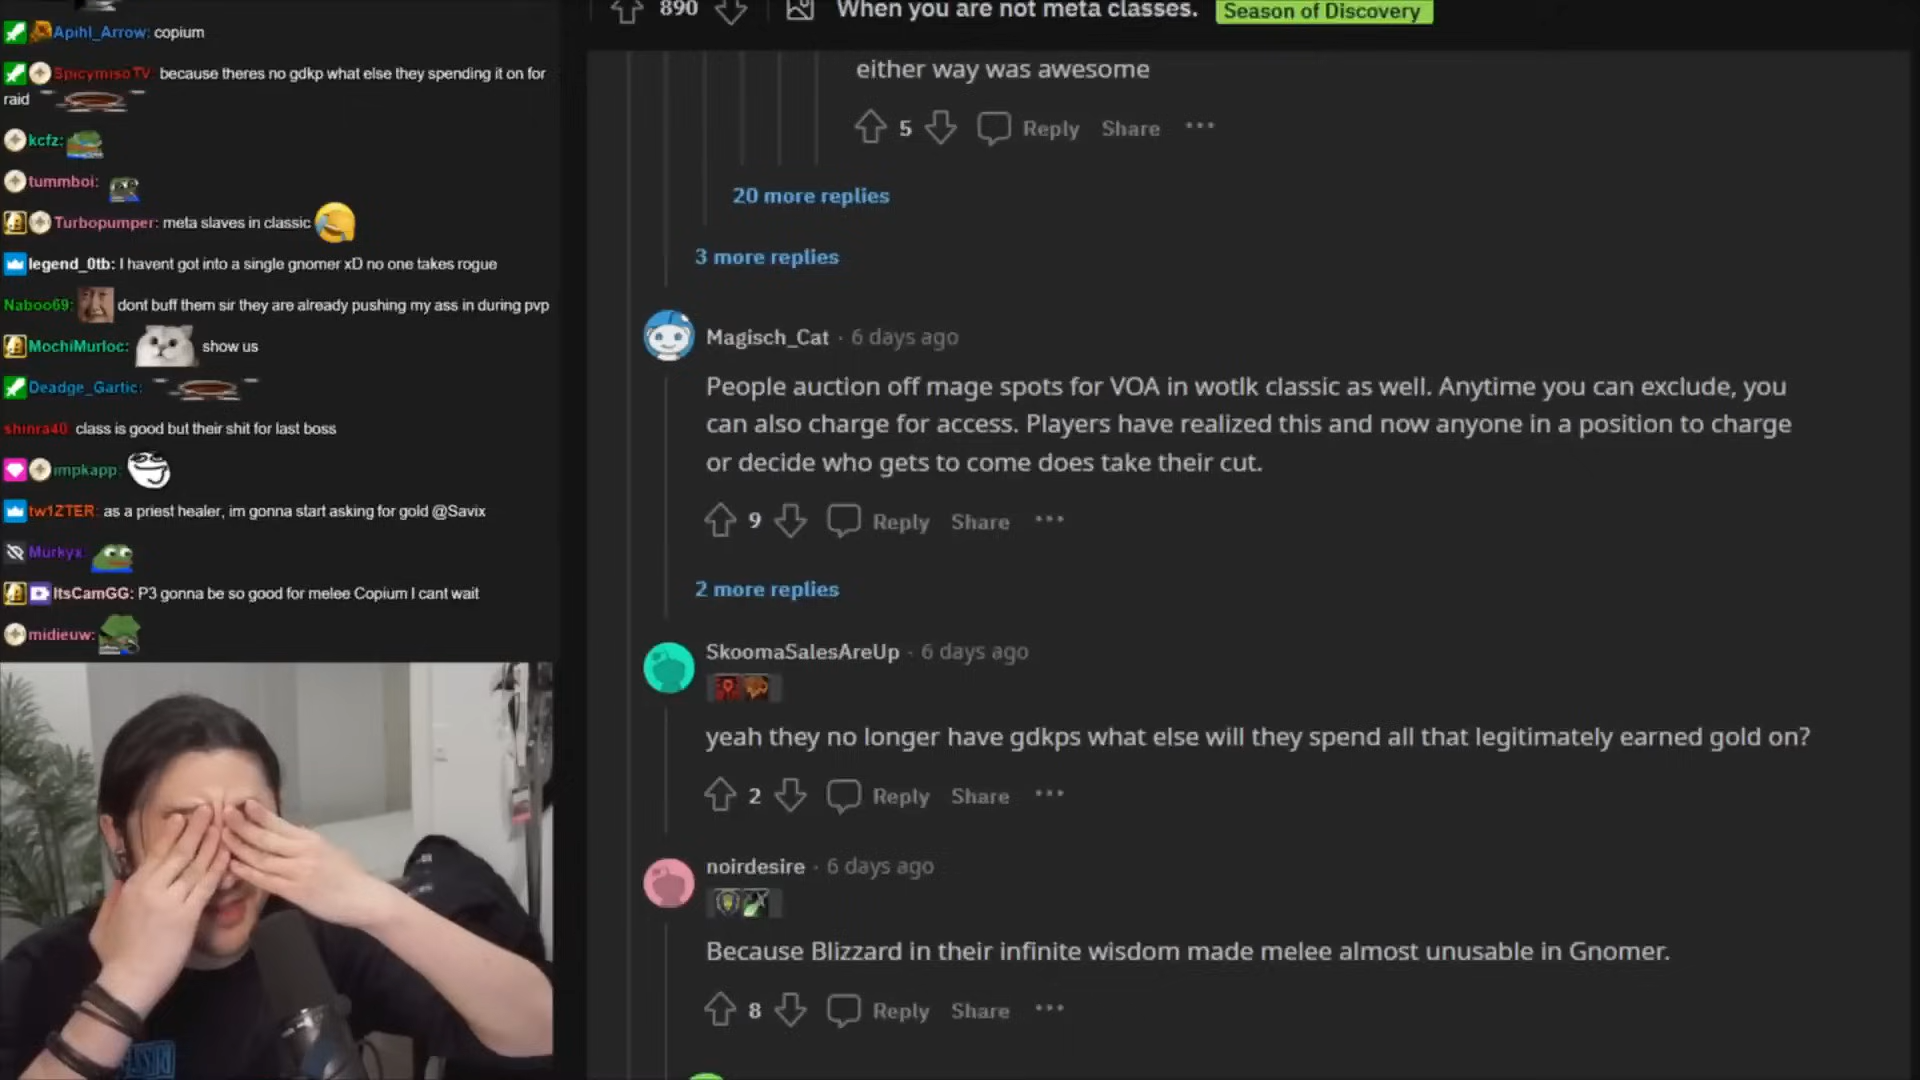 Apihl_Arrow: copium
SpicymisoTV: because theres no gdkp what else they spending it on for
raid
kcfz:
tummboi:
Turbopumper: meta slaves in classic
legend_0tb: I havent got into a single gnomer xD no one takes rogue
Naboo69: dont buff them sir they are already pushing my ass in during pvp
MochiMurloc: show us
Deadge_Gartic:
shinra40: class is good but their shit for last boss
impkapp:
tw1ZTER: as a priest healer, im gonna start asking for gold @Savix
Murkyx:
ItsCamGG: P3 gonna be so good for melee Copium I cant wait
midieuw:
890 When you are not meta classes. Season of Discovery
either way was awesome
5 Reply Share
20 more replies
3 more replies
Magisch_Cat · 6 days ago
People auction off mage spots for VOA in wotlk classic as well. Anytime you can exclude, you
can also charge for access. Players have realized this and now anyone in a position to charge
or decide who gets to come does take their cut.
9 Reply Share
2 more replies
SkoomaSalesAreUp · 6 days ago
yeah they no longer have gdkps what else will they spend all that legitimately earned gold on?
2 Reply Share
noirdesire · 6 days ago
Because Blizzard in their infinite wisdom made melee almost unusable in Gnomer.
8 Reply Share